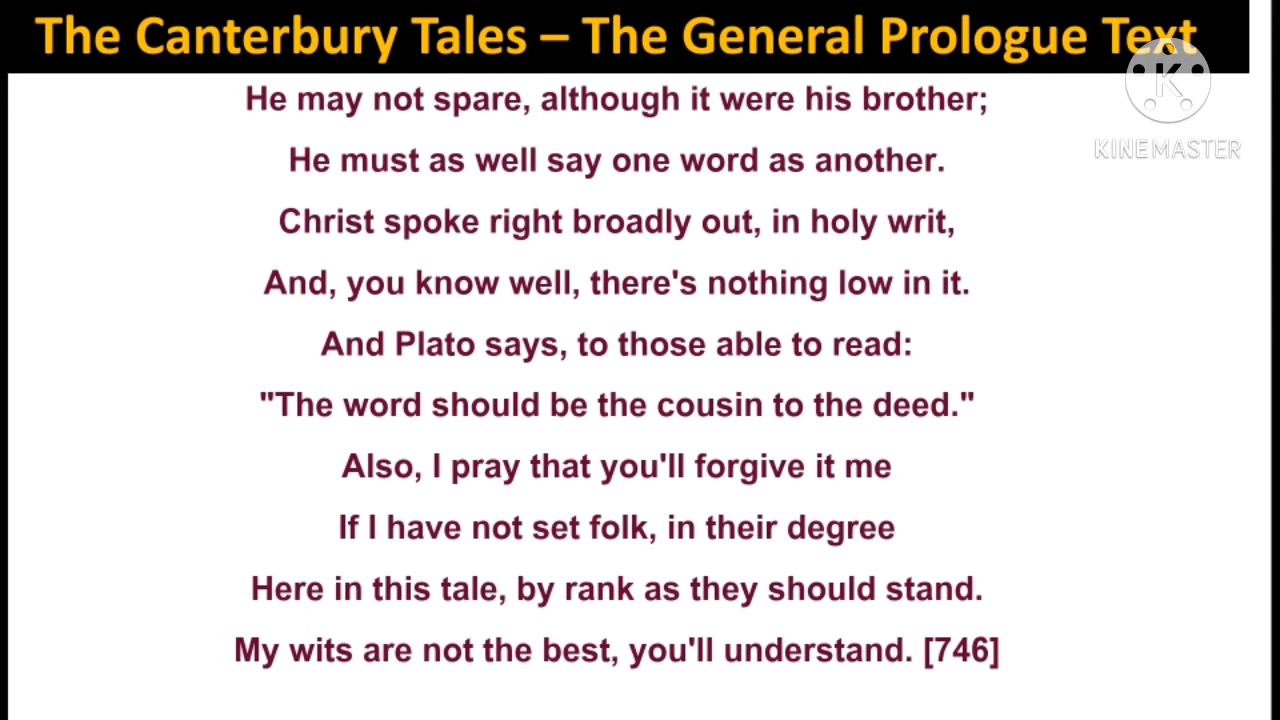 The Canterbury Tales – The General Prologue Text
K
KINEMASTER
He may not spare, although it were his brother;
He must as well say one word as another.
Christ spoke right broadly out, in holy writ,
And, you know well, there's nothing low in it.
And Plato says, to those able to read:
"The word should be the cousin to the deed."
Also, I pray that you'll forgive it me
If I have not set folk, in their degree
Here in this tale, by rank as they should stand.
My wits are not the best, you'll understand. [746]